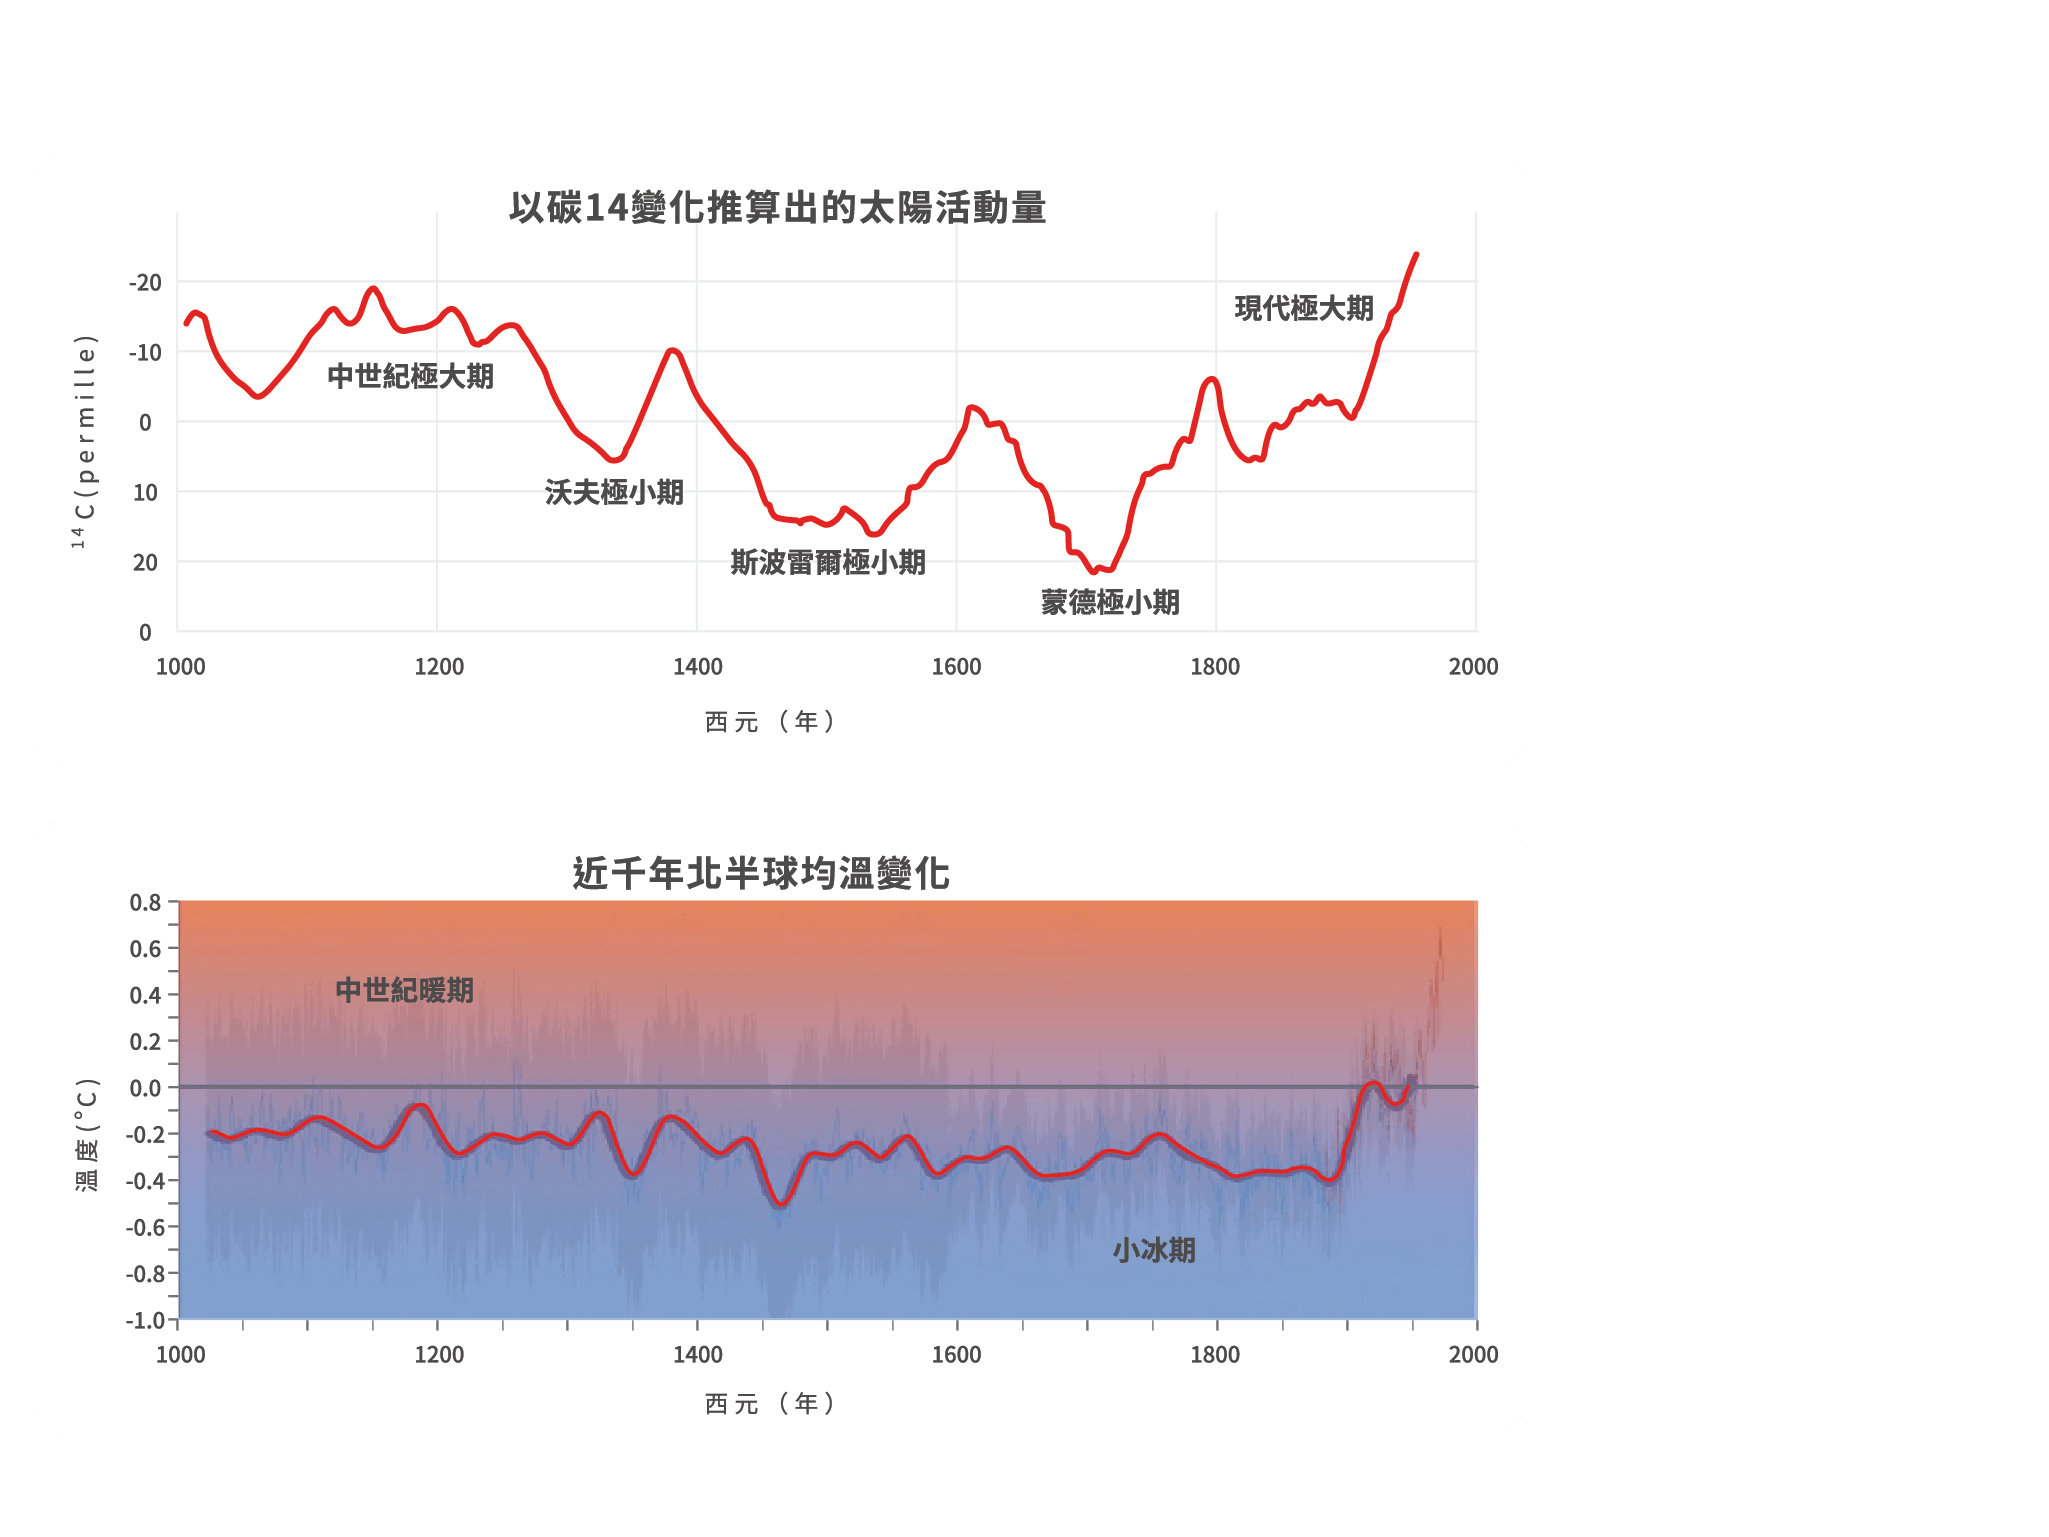 以碳14變化推算出的太陽活動量
-20
現代極大期
-10
中世紀極大期
0
10
沃夫極小期
20
斯波雷爾極小期
蒙德極小期
0
¹⁴C(permille)
1000 1200 1400 1600 1800 2000
西元（年）
近千年北半球均溫變化
0.8
0.6
0.4
中世紀暖期
0.2
0.0
-0.2
-0.4
-0.6
小冰期
-0.8
-1.0
溫度(°C)
1000 1200 1400 1600 1800 2000
西元（年）